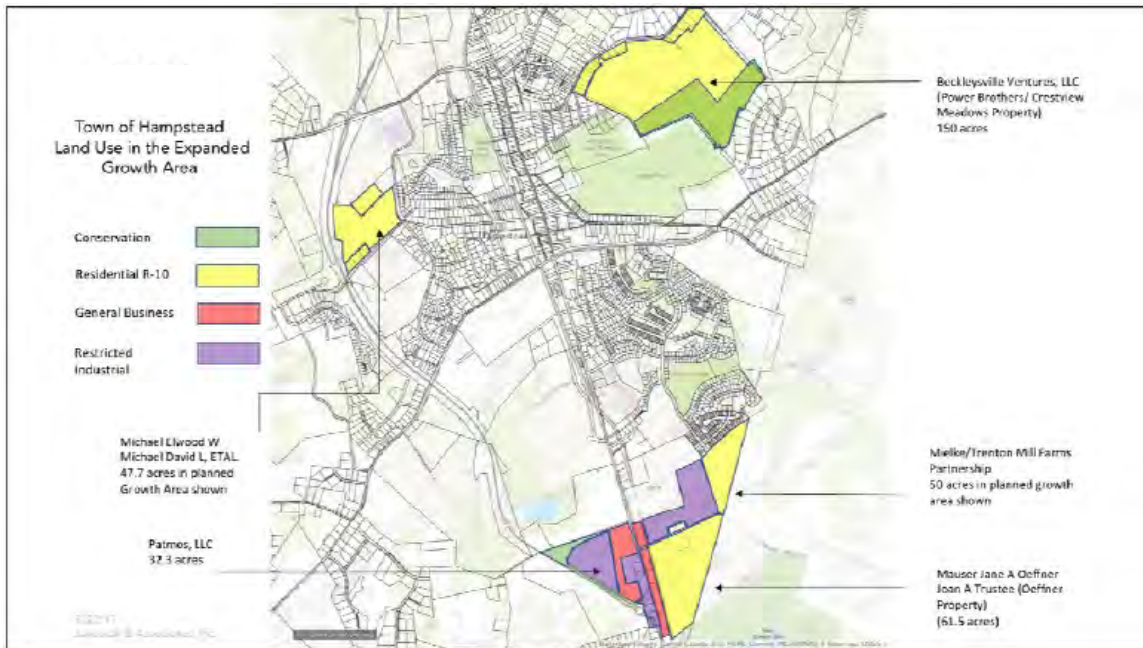 Town of Hampstead
Land Use in the Expanded
Growth Area
Conservation
Residential R-10
General Business
Restricted
Industrial
Michael Elwood W
Michael David L, ETAL.
47.7 acres in planned
Growth Area shown
Patmos, LLC
32.3 acres
Beckleysville Ventures, LLC
(Power Brothers/ Crestview
Meadows Property)
150 acres
Mielke/Trenton Mill Farms
Partnership
50 acres in planned growth
area shown
Mauser Jane A Oeffner
Joan A Trustee (Oeffner
Property)
(61.5 acres)